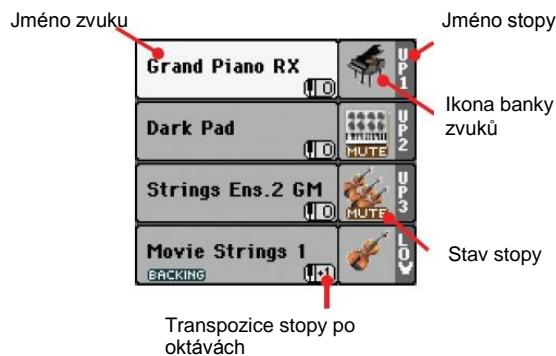 Jméno zvuku
Jméno stopy
Grand Piano RX
0
UP1
Ikona banky
zvuků
Dark Pad
0
MUTE
UP2
Strings Ens.2 GM
0
MUTE
UP3
Stav stopy
Movie Strings 1
BACKING
+1
LOW
Transpozice stopy po
oktávách